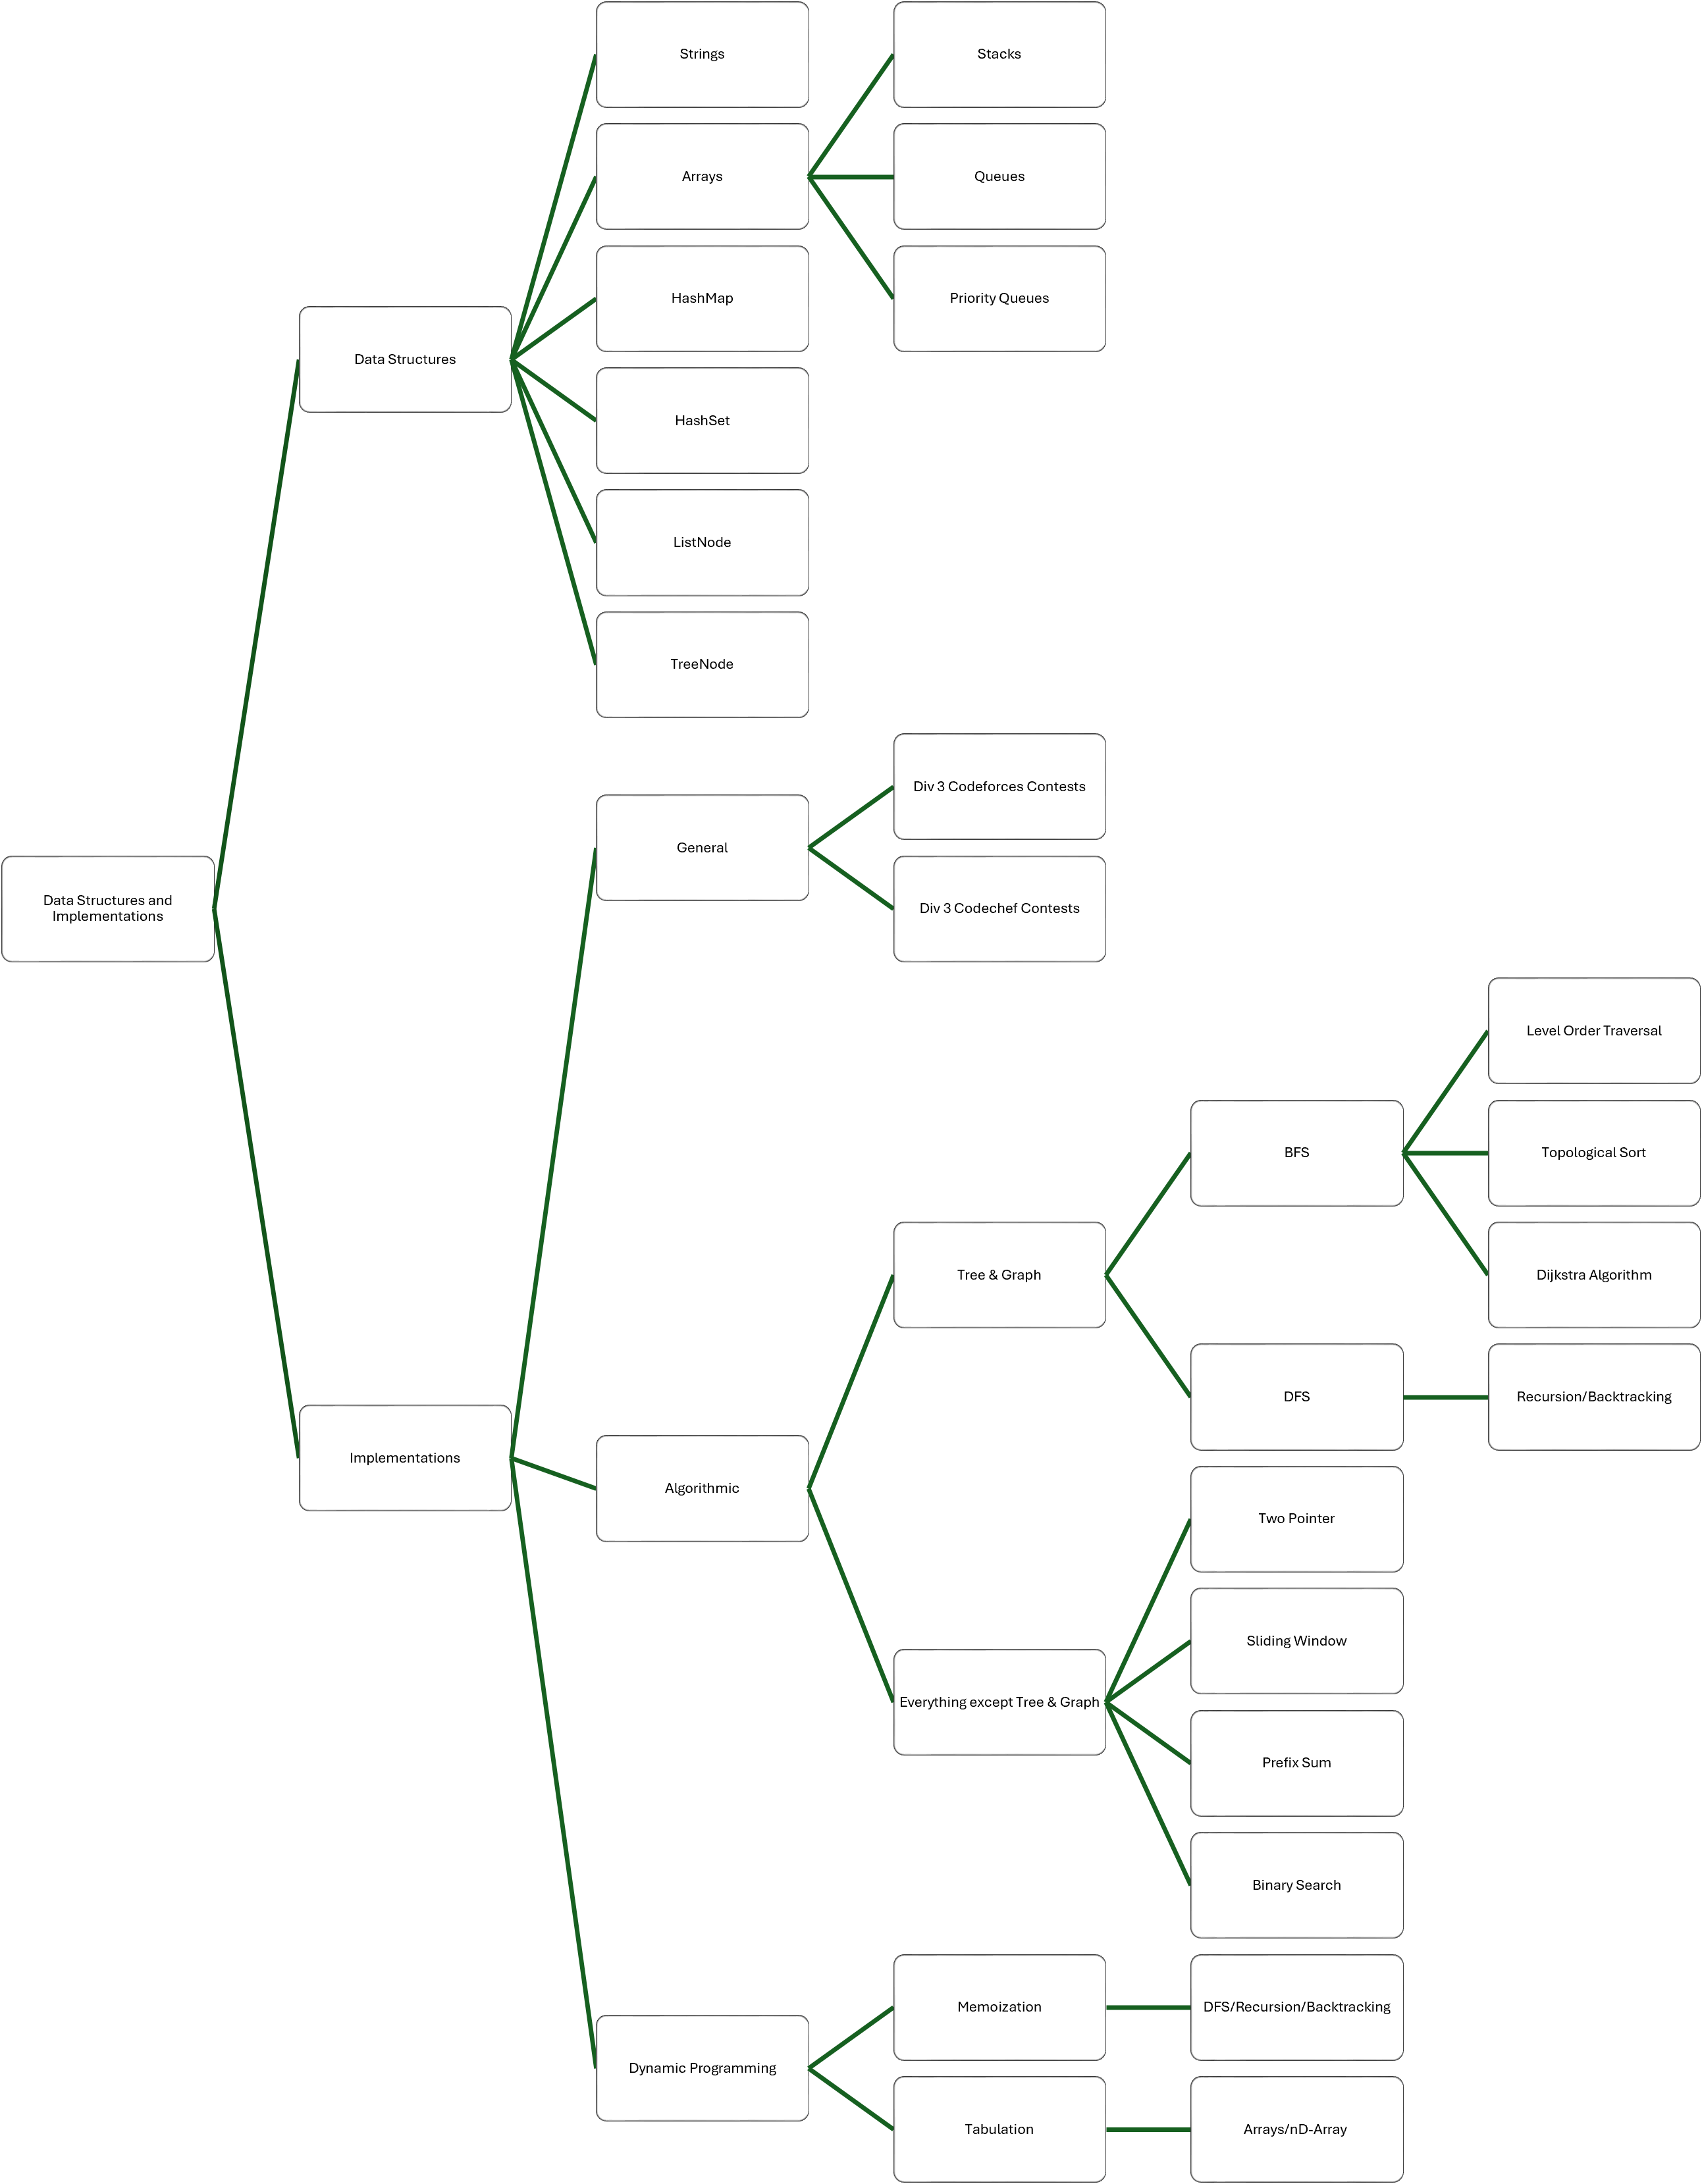 Strings
Stacks
Arrays
Queues
HashMap
Priority Queues
Data Structures
HashSet
ListNode
TreeNode
Div 3 Codeforces Contests
General
Data Structures and
Implementations
Div 3 Codechef Contests
Level Order Traversal
BFS
Topological Sort
Tree & Graph
Dijkstra Algorithm
DFS
Recursion/Backtracking
Implementations
Algorithmic
Two Pointer
Sliding Window
Everything except Tree & Graph
Prefix Sum
Binary Search
Memoization
DFS/Recursion/Backtracking
Dynamic Programming
Tabulation
Arrays/nD-Array